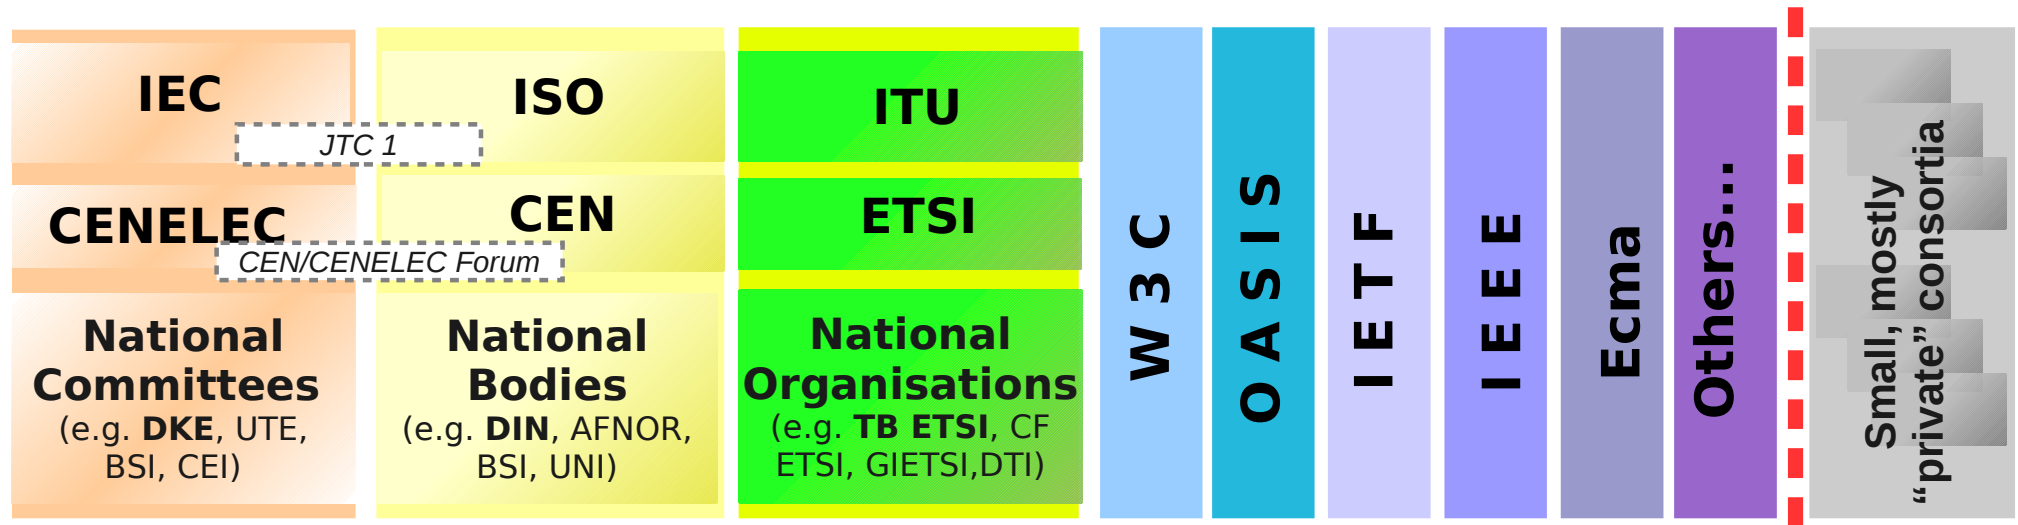 IEC
ISO
ITU
JTC 1
CENELEC
CEN
ETSI
CEN/CENELEC Forum
National
Committees
(e.g. DKE, UTE,
BSI, CEI)
National
Bodies
(e.g. DIN, AFNOR,
BSI, UNI)
National
Organisations
(e.g. TB ETSI, CF
ETSI, GIETSI,DTI)
W3C
OASIS
IETF
IEEE
Ecma
Others...
Small, mostly
“private” consortia